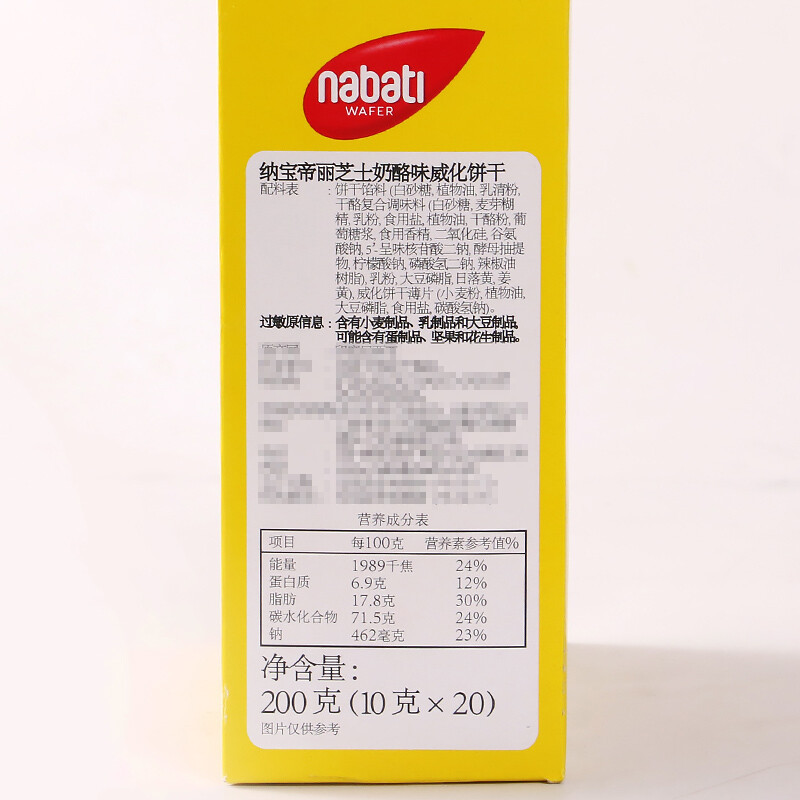 nabati
WAFER
纳宝帝丽芝士奶酪味威化饼干
配料表 : 饼干馅料 (白砂糖, 植物油, 乳清粉,
干酪复合调味料 (白砂糖, 麦芽糊
精, 乳粉, 食用盐, 植物油, 干酪粉, 葡
萄糖浆, 食用香精, 二氧化硅, 谷氨
酸钠, 5'-呈味核苷酸二钠, 酵母抽提
物, 柠檬酸钠, 磷酸氢二钠, 辣椒油
树脂), 乳粉, 大豆磷脂, 日落黄, 姜
黄), 威化饼干薄片 (小麦粉, 植物油,
大豆磷脂, 食用盐, 碳酸氢钠)。
过敏原信息 : 含有小麦制品、乳制品和大豆制品,
可能含有蛋制品、坚果和花生制品。
营养成分表
项目 每100克 营养素参考值%
能量 1989千焦 24%
蛋白质 6.9克 12%
脂肪 17.8克 30%
碳水化合物 71.5克 24%
钠 462毫克 23%
净含量:
200克 (10克×20)
图片仅供参考